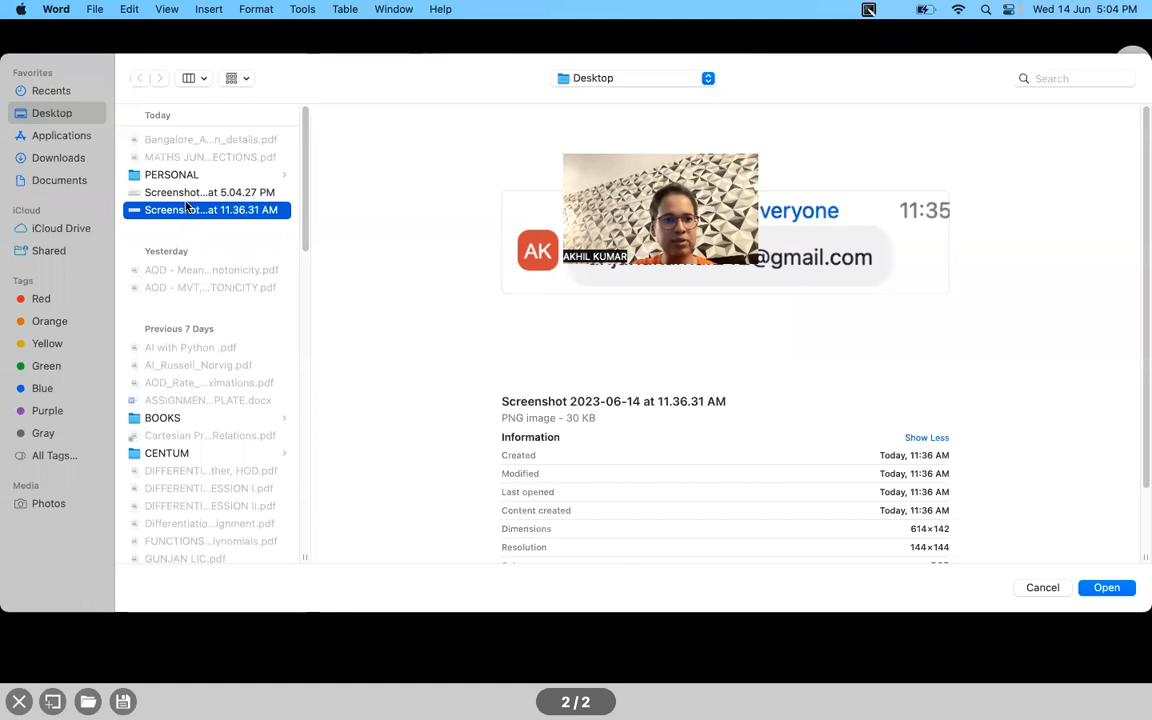 Word File Edit View Insert Format Tools Table Window Help Wed 14 Jun 5:04 PM
Favorites
Recents
Desktop
Applications
Downloads
Documents
iCloud
iCloud Drive
Shared
Tags
Red
Orange
Yellow
Green
Blue
Purple
Gray
All Tags...
Media
Photos
Desktop
Search
Today
Bangalore_A...n_details.pdf
MATHS JUN...ECTIONS.pdf
PERSONAL
Screenshot...at 5.04.27 PM
Screenshot...at 11.36.31 AM
Yesterday
AOD - Mean...notonicity.pdf
AOD - MVT,...TONICITY.pdf
Previous 7 Days
AI with Python .pdf
AI_Russell_Norvig.pdf
AOD_Rate_...ximations.pdf
ASSIGNMEN...PLATE.docx
BOOKS
Cartesian Pr...Relations.pdf
CENTUM
DIFFERENTI...ther, HOD.pdf
DIFFERENTI...ESSION I.pdf
DIFFERENTI...ESSION II.pdf
Differentiatio...ignment.pdf
FUNCTIONS...lynomials.pdf
GUNJAN LIC.pdf
veryone 11:35
AK @gmail.com
AKHIL KUMAR
Screenshot 2023-06-14 at 11.36.31 AM
PNG image - 30 KB
Information Show Less
Created Today, 11:36 AM
Modified Today, 11:36 AM
Last opened Today, 11:36 AM
Content created Today, 11:36 AM
Dimensions 614×142
Resolution 144×144
Cancel Open
2/2